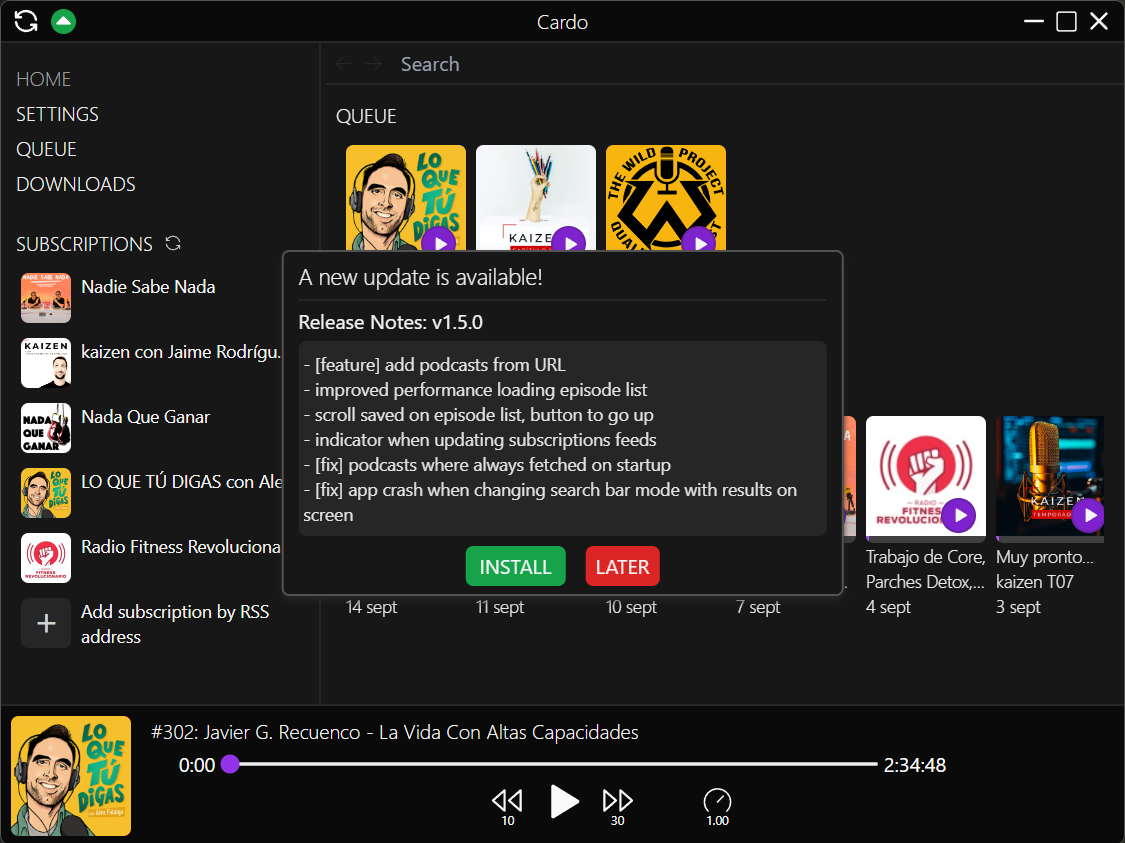 Cardo
HOME
SETTINGS
QUEUE
DOWNLOADS
SUBSCRIPTIONS
NADIE SABE NADA
Nadie Sabe Nada
KAIZEN
kaizen con Jaime Rodrígu.
NADA
QUE
GANAR
Nada Que Ganar
LO
QUE
TÚ
DIGAS
LO QUE TÚ DIGAS con Ale
RADIO
FITNESS
REVOLUCIONARIO
Radio Fitness Revoluciona
Add subscription by RSS
address
Search
QUEUE
LO
QUE
TÚ
DIGAS
KAIZE
THE WILD PROJECT
A new update is available!
Release Notes: v1.5.0
- [feature] add podcasts from URL
- improved performance loading episode list
- scroll saved on episode list, button to go up
- indicator when updating subscriptions feeds
- [fix] podcasts where always fetched on startup
- [fix] app crash when changing search bar mode with results on
screen
INSTALL
LATER
14 sept
11 sept
10 sept
7 sept
RADIO
FITNES
REVOLUCION
Trabajo de Core,
Parches Detox,...
4 sept
KAIZEN
TEMPORAD
Muy pronto...
kaizen T07
3 sept
LO
QUE
TÚ
DIGAS
con Alex Fidalgo
#302: Javier G. Recuenco - La Vida Con Altas Capacidades
0:00
2:34:48
10
30
1.00